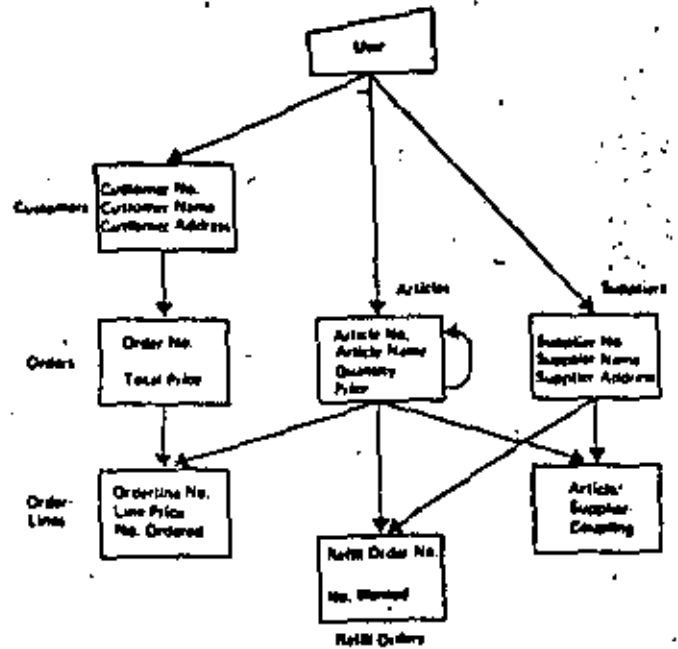 User
Customers
Customer No.
Customer Name
Customer Address
Articles
Suppliers
Orders
Order No.
Total Price
Article No.
Article Name
Quantity
Price
Supplier No
Supplier Name
Supplier Address
Order-
Lines
Orderline No.
Line Price
No. Ordered
Article/
Supplier-
Coupling
Refill Order No.
No. Wanted
Refill Orders